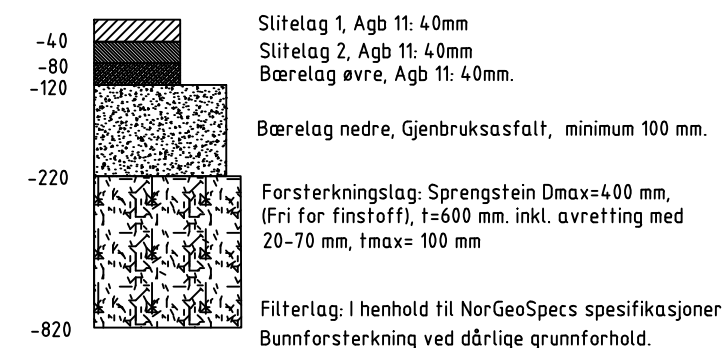 Slitelag 1, Agb 11: 40mm
-40
Slitelag 2, Agb 11: 40mm
-80
Bærelag øvre, Agb 11: 40mm.
-120
Bærelag nedre, Gjenbruksasfalt, minimum 100 mm.
-220
Forsterkningslag: Sprengstein Dmax=400 mm,
(Fri for finstoff), t=600 mm. inkl. avretting med
20-70 mm, tmax= 100 mm
Filterlag: I henhold til NorGeoSpecs spesifikasjoner
-820
Bunnforsterkning ved dårlige grunnforhold.